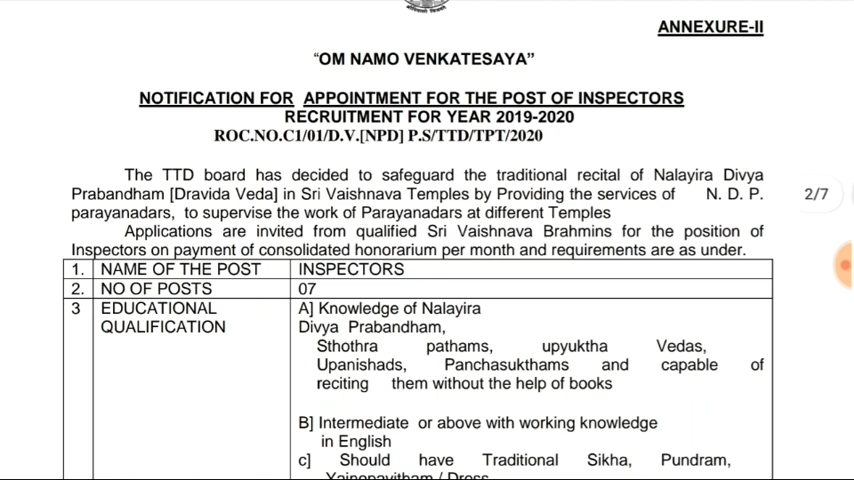 ANNEXURE-II
“OM NAMO VENKATESAYA”
NOTIFICATION FOR APPOINTMENT FOR THE POST OF INSPECTORS
RECRUITMENT FOR YEAR 2019-2020
ROC.NO.C1/01/D.V.[NPD] P.S/TTD/TPT/2020
The TTD board has decided to safeguard the traditional recital of Nalayira Divya
Prabandham [Dravida Veda] in Sri Vaishnava Temples by Providing the services of N. D. P.
parayanadars, to supervise the work of Parayanadars at different Temples
Applications are invited from qualified Sri Vaishnava Brahmins for the position of
Inspectors on payment of consolidated honorarium per month and requirements are as under.
1. NAME OF THE POST INSPECTORS
2. NO OF POSTS 07
3 EDUCATIONAL QUALIFICATION A] Knowledge of Nalayira
Divya Prabandham,
Sthothra pathams, upyuktha Vedas,
Upanishads, Panchasukthams and capable of
reciting them without the help of books
B] Intermediate or above with working knowledge
in English
c] Should have Traditional Sikha, Pundram,
Yajnopavitham / Dress
2/7